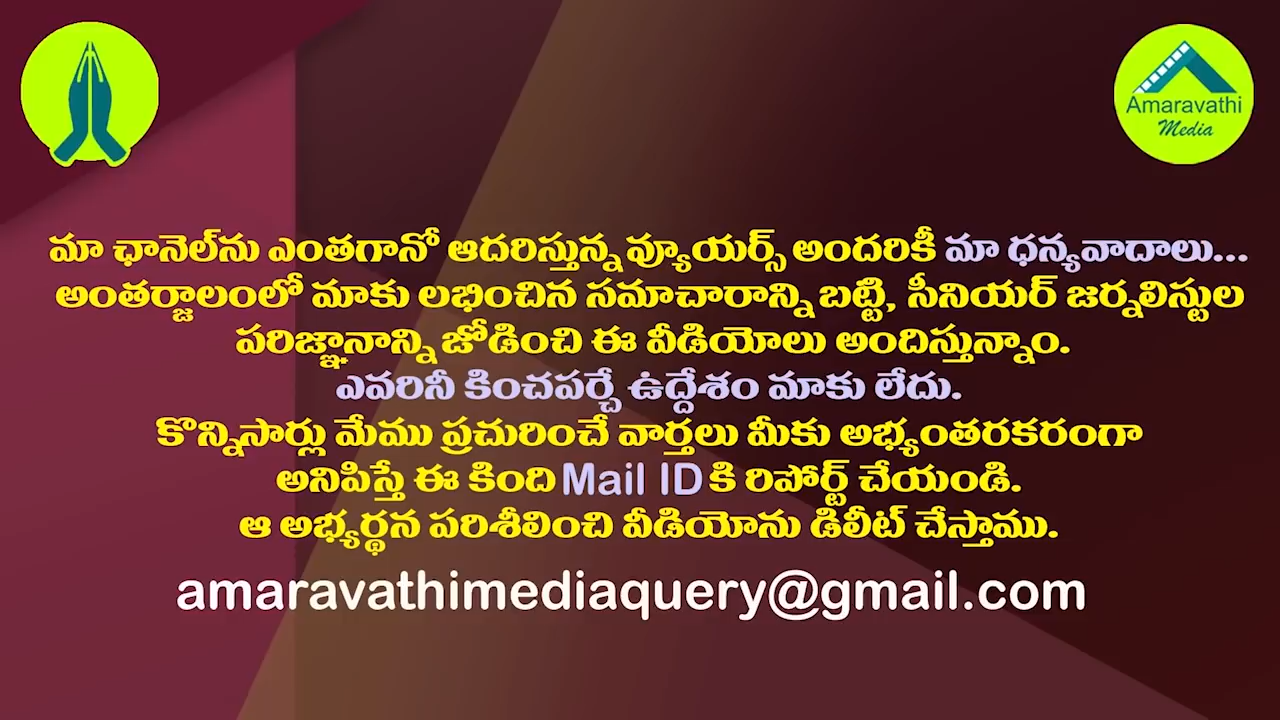 Amaravathi
Media
మా ఛానెల్‌ను ఎంతగానో ఆదరిస్తున్న వ్యూయర్స్ అందరికీ మా ధన్యవాదాలు...
అంతర్జాలంలో మాకు లభించిన సమాచారాన్ని బట్టి, సీనియర్ జర్నలిస్టుల
పరిజ్ఞానాన్ని జోడించి ఈ వీడియోలు అందిస్తున్నాం.
ఎవరినీ కించపర్చే ఉద్దేశం మాకు లేదు.
కొన్నిసార్లు మేము ప్రచురించే వార్తలు మీకు అభ్యంతరకరంగా
అనిపిస్తే ఈ కింది Mail ID కి రిపోర్ట్ చేయండి.
ఆ అభ్యర్థన పరిశీలించి వీడియోను డిలీట్ చేస్తాము.
amaravathimediaquery@gmail.com